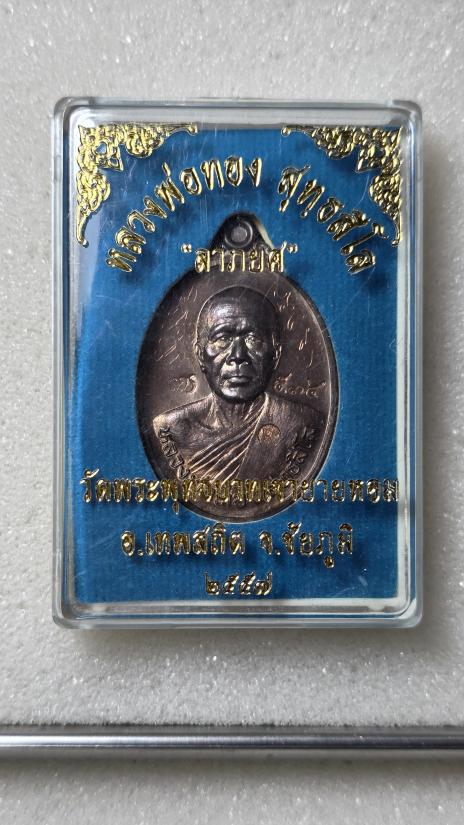 หลวงพ่อทอง สุทฺธสีโล
"ลาภยศ"
วัดพระพุทธบาทเขายายหอม
อ.เทพสถิต จ.ชัยภูมิ
๒๕๕๗